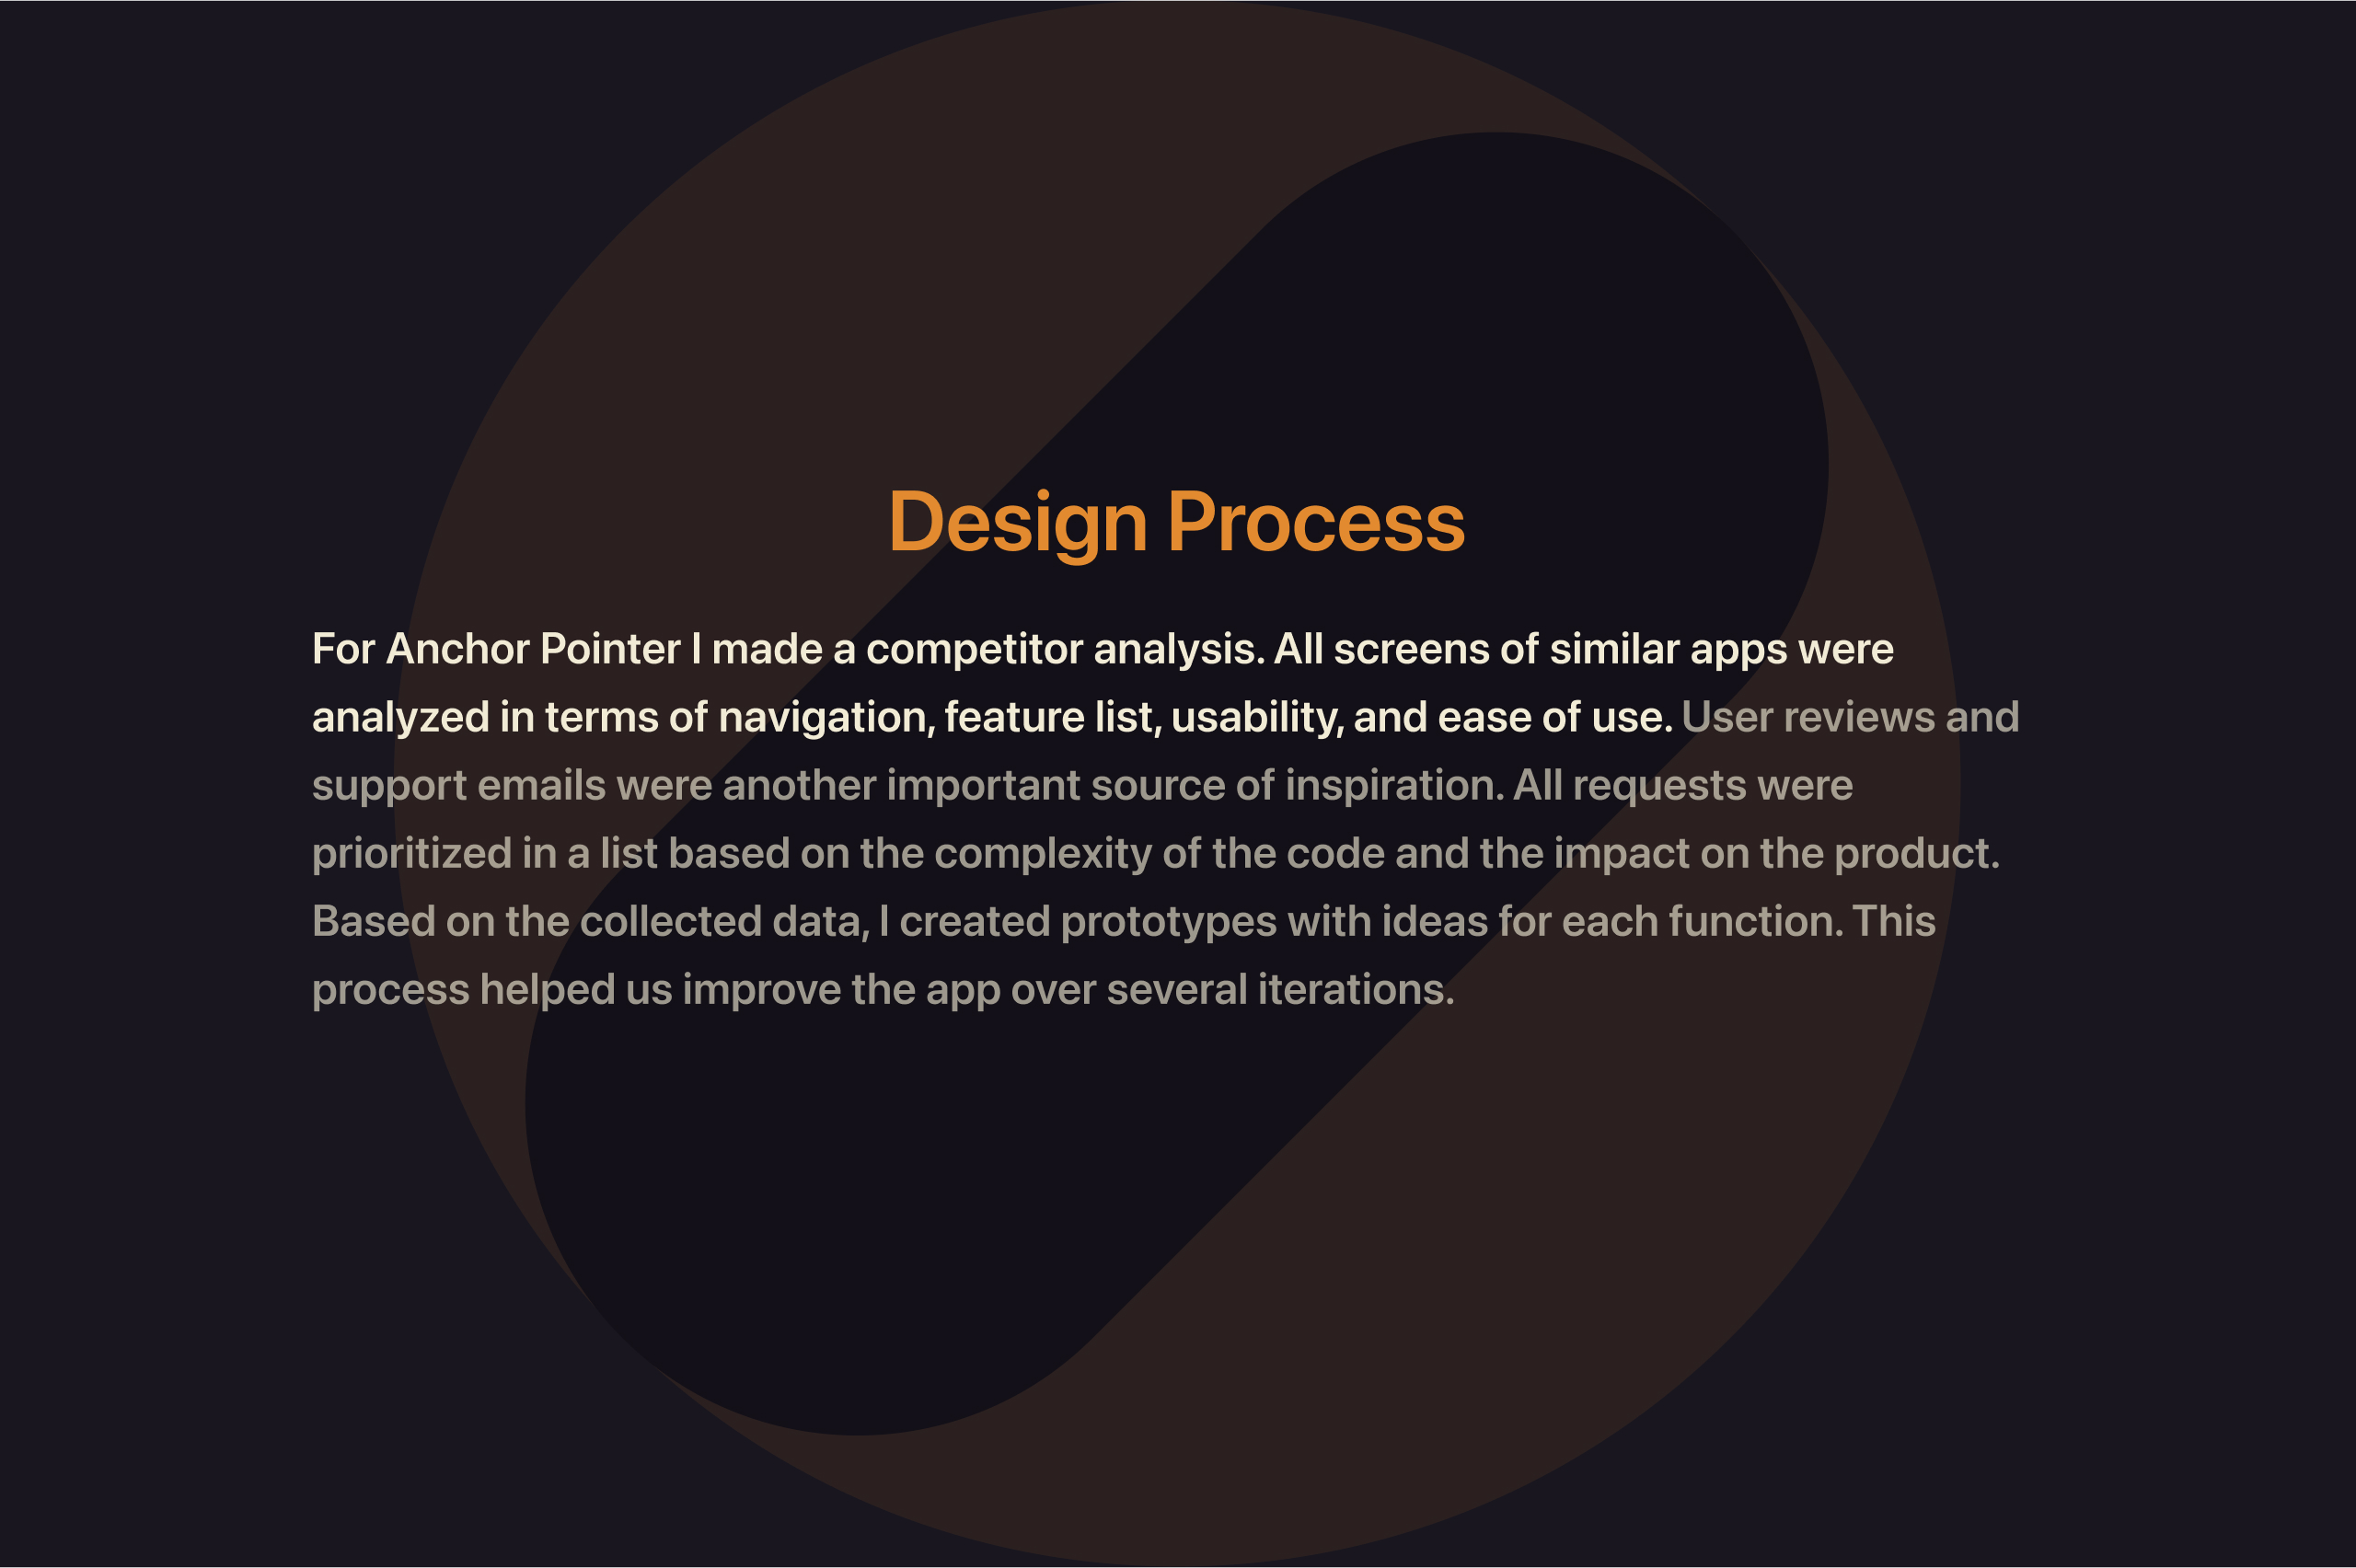 Design Process
For Anchor Pointer I made a competitor analysis. All screens of similar apps were
analyzed in terms of navigation, feature list, usability, and ease of use. User reviews and
support emails were another important source of inspiration. All requests were
prioritized in a list based on the complexity of the code and the impact on the product.
Based on the collected data, I created prototypes with ideas for each function. This
process helped us improve the app over several iterations.